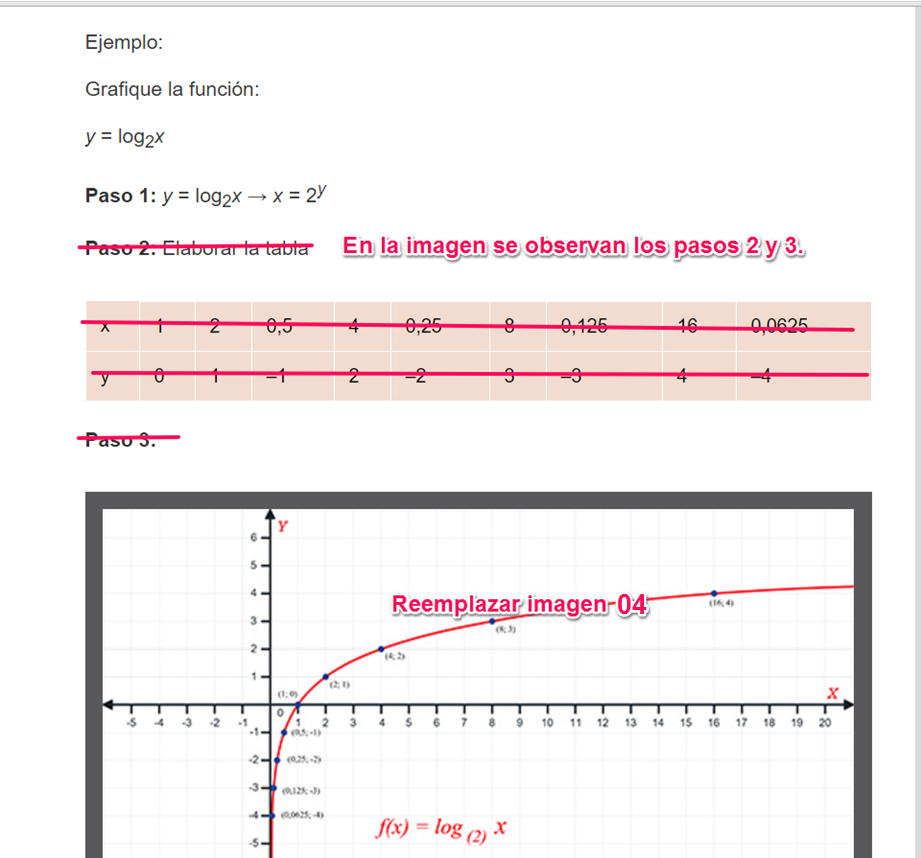 Ejemplo:
Grafique la función:
y = log₂x
Paso 1: y = log₂x → x = 2ʸ
Paso 2: Elaborar la tabla En la imagen se observan los pasos 2 y 3.
x 1 2 0,5 4 0,25 8 0,125 16 0,0625
y 0 1 –1 2 –2 3 –3 4 –4
Paso 3:
Y
6
5
4
Reemplazar imagen 04
(16; 4)
3
(8; 3)
2
(4; 2)
1
(2; 1)
(1; 0)
X
-5 -4 -3 -2 -1 0 1 2 3 4 5 6 7 8 9 10 11 12 13 14 15 16 17 18 19 20
-1
(0,5; -1)
-2
(0,25; -2)
-3
(0,125; -3)
-4
(0,0625; -4)
f(x) = log (2) x
-5